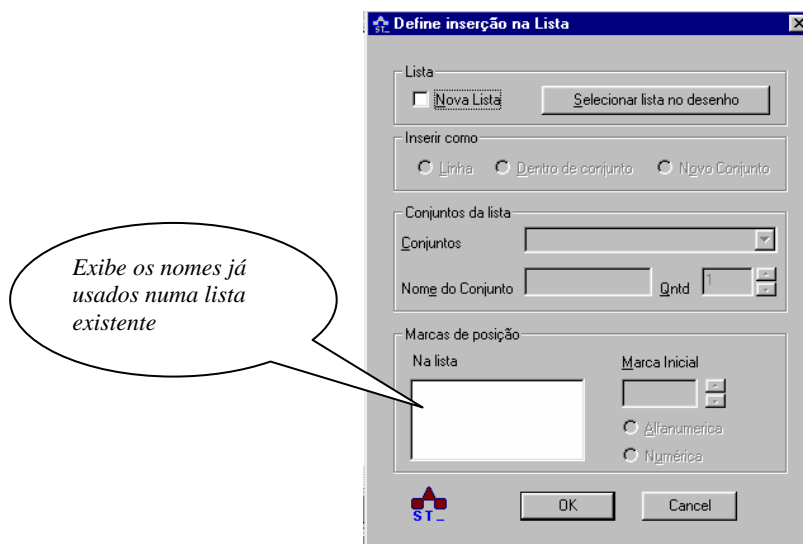 Define inserção na Lista
Lista
Nova Lista
Selecionar lista no desenho
Inserir como
Linha
Dentro de conjunto
Novo Conjunto
Conjuntos da lista
Conjuntos
Nome do Conjunto
Qntd
1
Exibe os nomes já
usados numa lista
existente
Marcas de posição
Na lista
Marca Inicial
Alfanumerica
Numérica
ST_
OK
Cancel